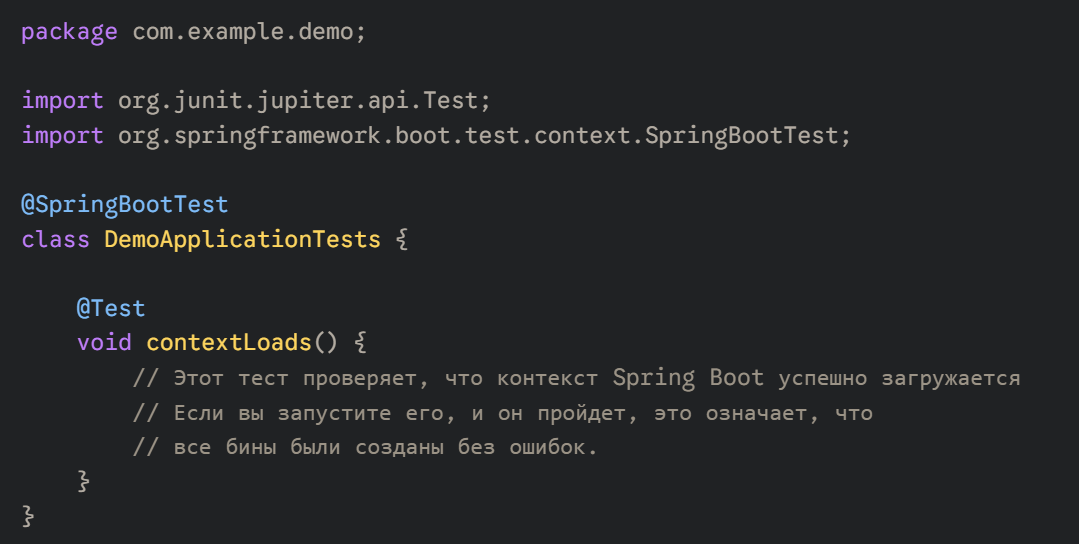 package com.example.demo;
import org.junit.jupiter.api.Test;
import org.springframework.boot.test.context.SpringBootTest;
@SpringBootTest
class DemoApplicationTests {
@Test
void contextLoads() {
// Этот тест проверяет, что контекст Spring Boot успешно загружается
// Если вы запустите его, и он пройдет, это означает, что
// все бины были созданы без ошибок.
}
}